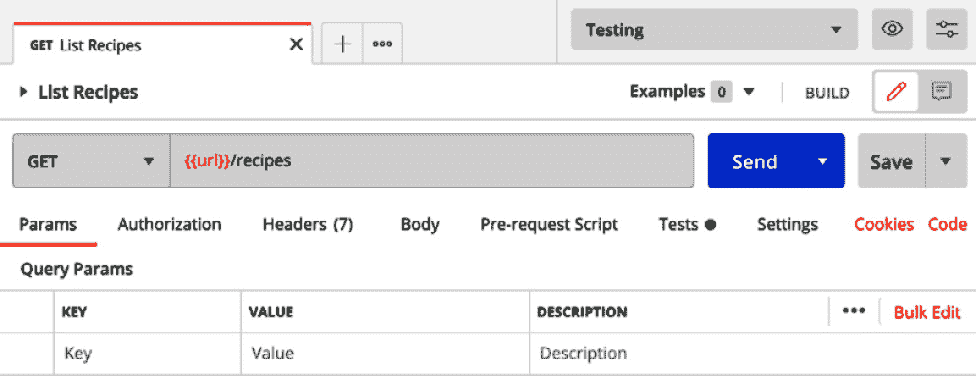 GET List Recipes
Testing
List Recipes
Examples 0
BUILD
GET
{{url}}/recipes
Send
Save
Params Authorization Headers (7) Body Pre-request Script Tests Settings Cookies Code
Query Params
KEY VALUE DESCRIPTION Bulk Edit
Key Value Description